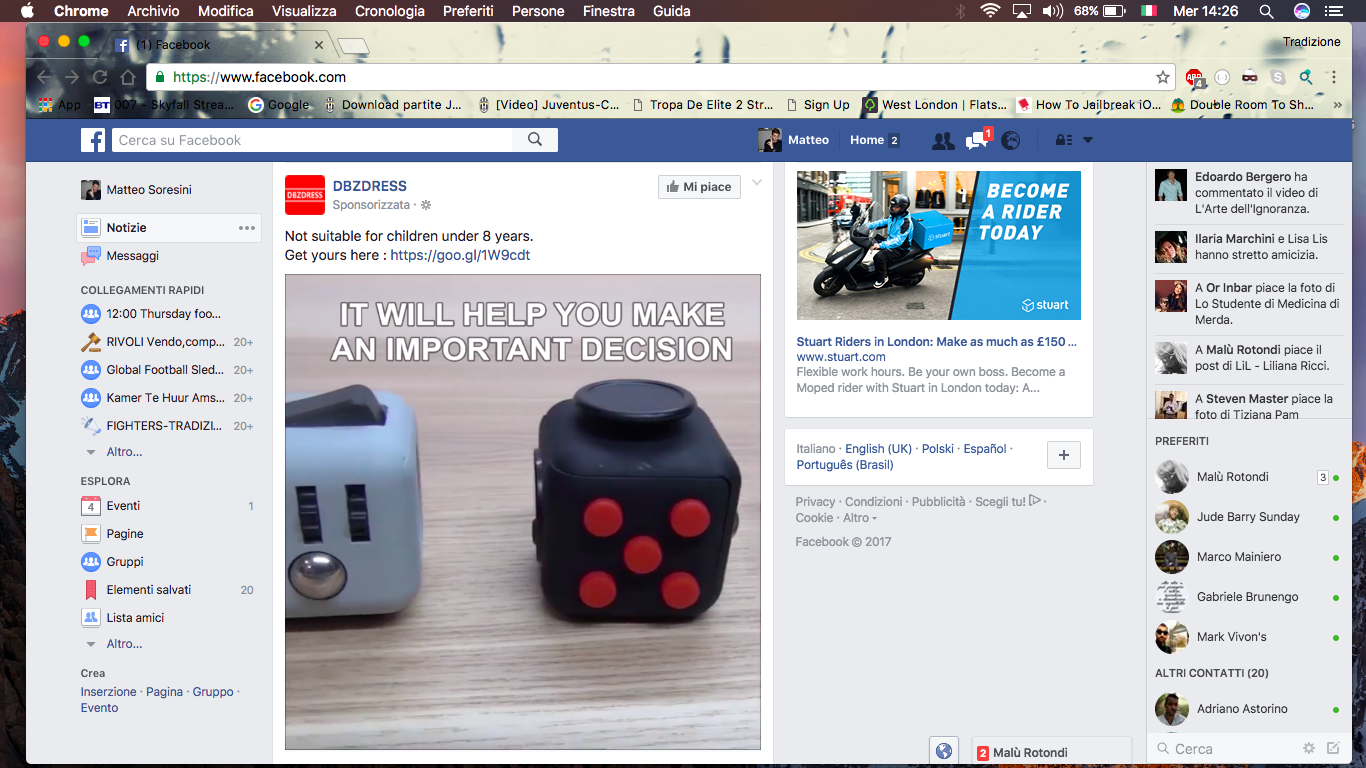 Chrome Archivio Modifica Visualizza Cronologia Preferiti Persone Finestra Guida 68% Mer 14:26
(1) Facebook
Tradizione
https://www.facebook.com
ABP 4
App
BT 007 - Skyfall Strea...
Google
Download partite J...
[Video] Juventus-C...
Tropa De Elite 2 Str...
Sign Up
West London | Flats...
How To Jailbreak iO...
Double Room To Sh...
»
Cerca su Facebook
Matteo
Home 2
1
Matteo Soresini
Notizie
Messaggi
COLLEGAMENTI RAPIDI
12:00 Thursday foo...
RIVOLI Vendo,comp... 20+
Global Football Sled... 20+
Kamer Te Huur Ams... 20+
FIGHTERS-TRADIZI... 20+
Altro...
ESPLORA
4 Eventi 1
Pagine
Gruppi
Elementi salvati 20
Lista amici
Altro...
Crea
Inserzione · Pagina · Gruppo ·
Evento
DBZDRESS
DBZDRESS
Sponsorizzata ·
Mi piace
Not suitable for children under 8 years.
Get yours here : https://goo.gl/1W9cdt
IT WILL HELP YOU MAKE
AN IMPORTANT DECISION
BECOME
A RIDER
TODAY
stuart
Stuart Riders in London: Make as much as £150 ...
www.stuart.com
Flexible work hours. Be your own boss. Become a
Moped rider with Stuart in London today: A...
Italiano · English (UK) · Polski · Español ·
Português (Brasil)
+
Privacy · Condizioni · Pubblicità · Scegli tu! ·
Cookie · Altro
Facebook © 2017
Edoardo Bergero ha
commentato il video di
L'Arte dell'Ignoranza.
Ilaria Marchini e Lisa Lis
hanno stretto amicizia.
A Or Inbar piace la foto di
Lo Studente di Medicina di
Merda.
A Malù Rotondi piace il
post di LiL - Liliana Ricci.
A Steven Master piace la
foto di Tiziana Pam
PREFERITI
Malù Rotondi 3
Jude Barry Sunday
Marco Mainiero
Gabriele Brunengo
Mark Vivon's
ALTRI CONTATTI (20)
Adriano Astorino
Cerca
2 Malù Rotondi